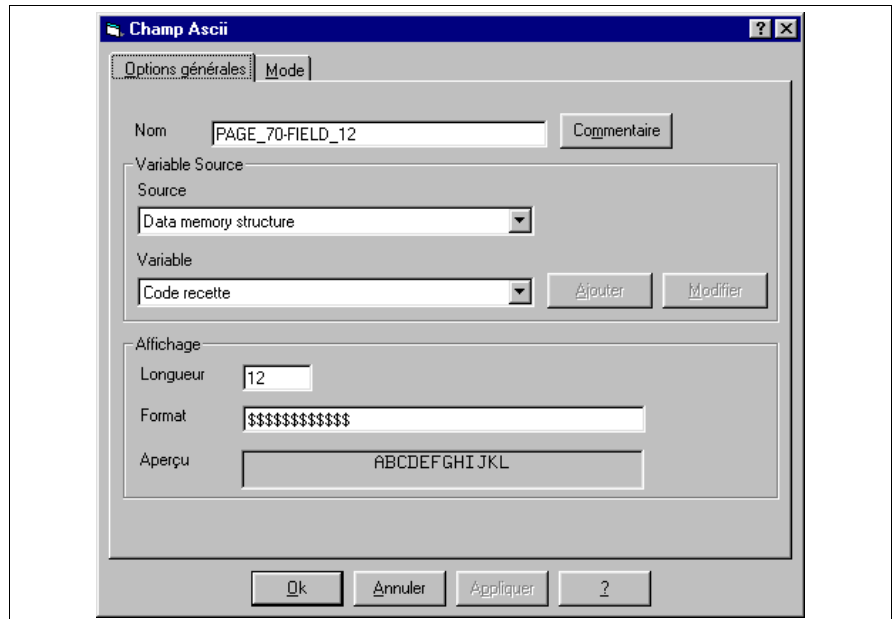 Champ Ascii
Options générales Mode
Nom PAGE_70-FIELD_12 Commentaire
Variable Source
Source
Data memory structure
Variable
Code recette Ajouter Modifier
Affichage
Longueur 12
Format $$$$$$$$$$$$
Aperçu ABCDEFGHIJKL
Ok Annuler Appliquer ?